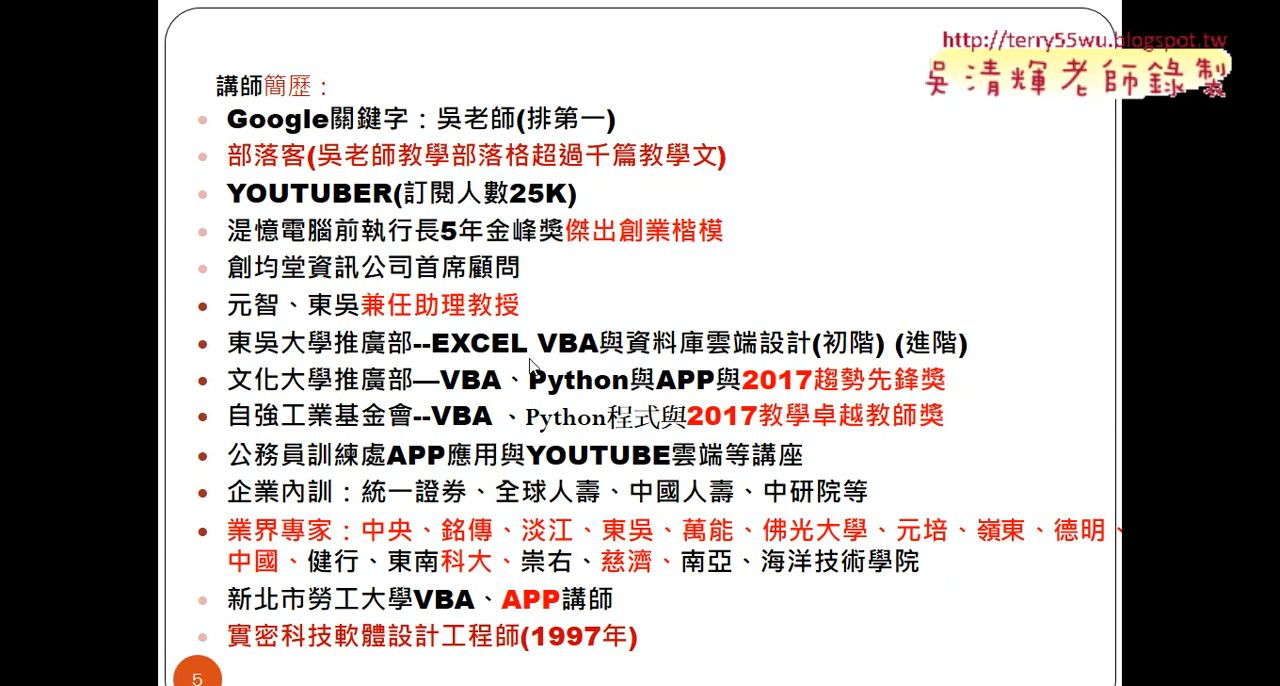 http://terry55wu.blogspot.tw
吳清輝老師錄製
講師簡歷：
Google關鍵字：吳老師(排第一)
部落客(吳老師教學部落格超過千篇教學文)
YOUTUBER(訂閱人數25K)
湜憶電腦前執行長5年金峰獎傑出創業楷模
創均堂資訊公司首席顧問
元智、東吳兼任助理教授
東吳大學推廣部--EXCEL VBA與資料庫雲端設計(初階) (進階)
文化大學推廣部—VBA、Python與APP與2017趨勢先鋒獎
自強工業基金會--VBA 、Python程式與2017教學卓越教師獎
公務員訓練處APP應用與YOUTUBE雲端等講座
企業內訓：統一證券、全球人壽、中國人壽、中研院等
業界專家：中央、銘傳、淡江、東吳、萬能、佛光大學、元培、嶺東、德明、
中國、健行、東南科大、崇右、慈濟、南亞、海洋技術學院
新北市勞工大學VBA、APP講師
實密科技軟體設計工程師(1997年)
5